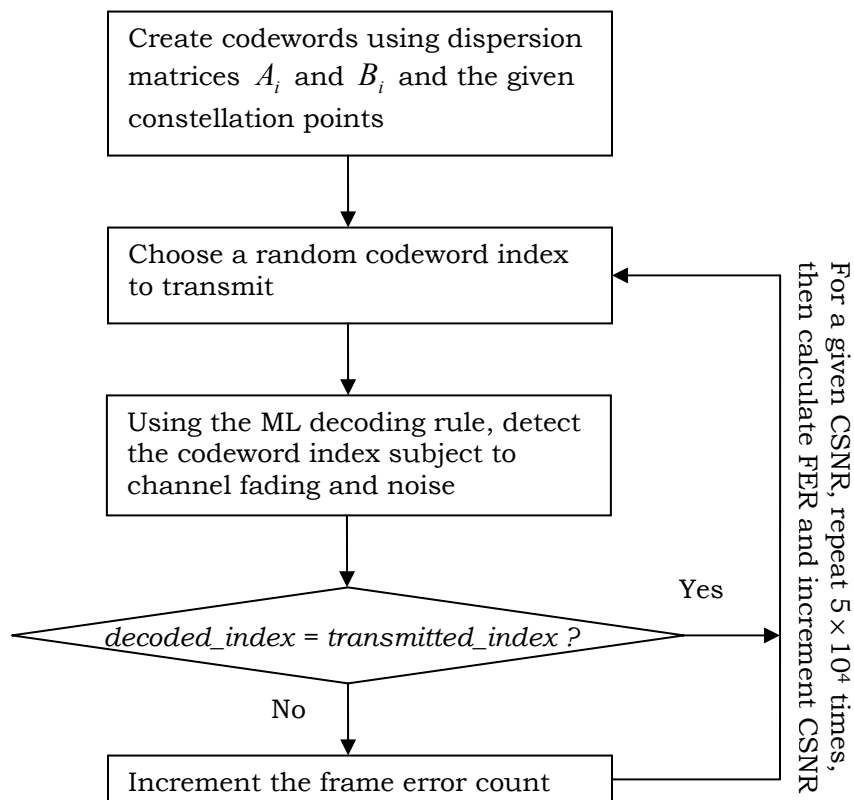 Create codewords using dispersion
matrices A_i and B_i and the given
constellation points
Choose a random codeword index
to transmit
Using the ML decoding rule, detect
the codeword index subject to
channel fading and noise
decoded_index = transmitted_index ?
Yes
No
Increment the frame error count
For a given CSNR, repeat 5 × 10⁴ times,
then calculate FER and increment CSNR